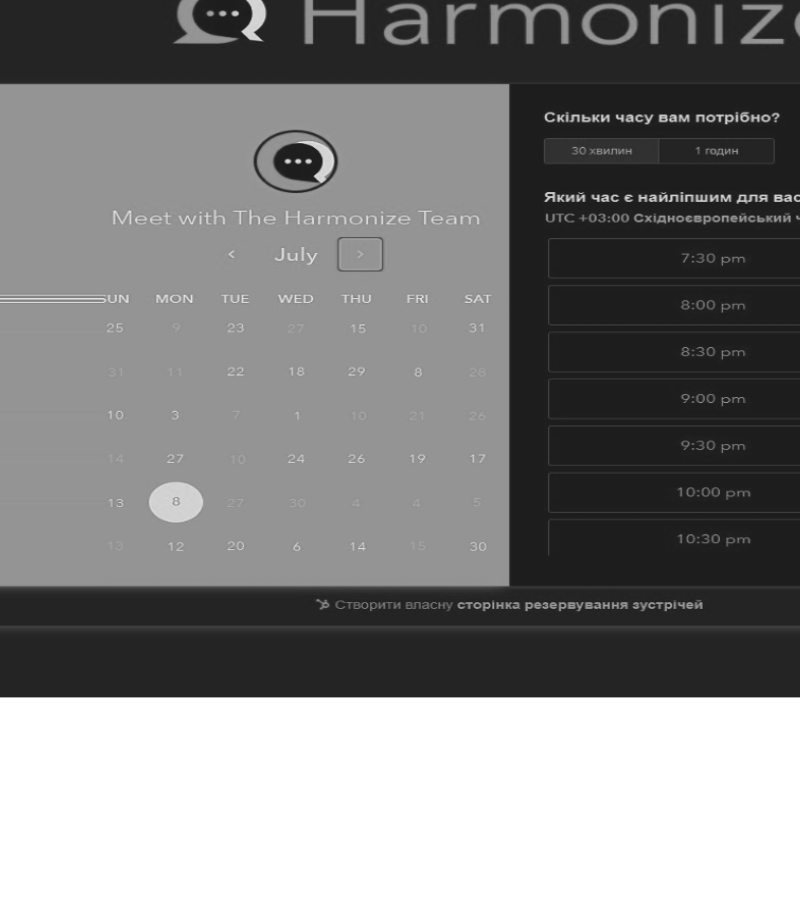 Harmonize
Meet with The Harmonize Team
< July >
SUN MON TUE WED THU FRI SAT
25 9 23 27 15 10 31
31 11 22 18 29 8 28
10 3 7 1 10 21 26
14 27 10 24 26 19 17
13 8 27 30 4 4 5
13 12 20 6 14 15 30
Скільки часу вам потрібно?
30 хвилин 1 годин
Який час є найліпшим для вас
UTC +03:00 Східноєвропейський ч
7:30 pm
8:00 pm
8:30 pm
9:00 pm
9:30 pm
10:00 pm
10:30 pm
Створити власну сторінка резервування зустрічей